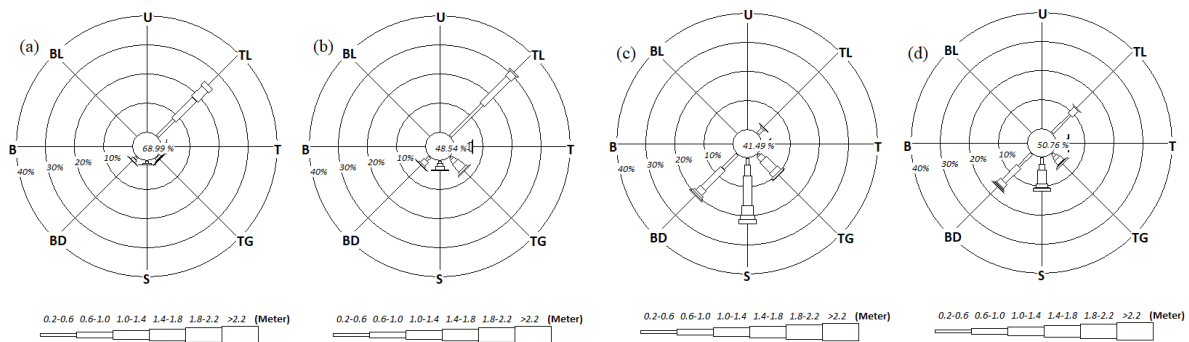 (a)
U
BL
TL
B
T
10%
20%
30%
40%
68.99 %
BD
TG
S
0.2-0.6 0.6-1.0 1.0-1.4 1.4-1.8 1.8-2.2 >2.2 (Meter)
(b)
U
BL
TL
B
T
10%
20%
30%
40%
48.54 %
BD
TG
S
0.2-0.6 0.6-1.0 1.0-1.4 1.4-1.8 1.8-2.2 >2.2 (Meter)
(c)
U
BL
TL
B
T
10%
20%
30%
40%
41.49 %
BD
TG
S
0.2-0.6 0.6-1.0 1.0-1.4 1.4-1.8 1.8-2.2 >2.2 (Meter)
(d)
U
BL
TL
B
T
10%
20%
30%
40%
50.76 %
BD
TG
S
0.2-0.6 0.6-1.0 1.0-1.4 1.4-1.8 1.8-2.2 >2.2 (Meter)